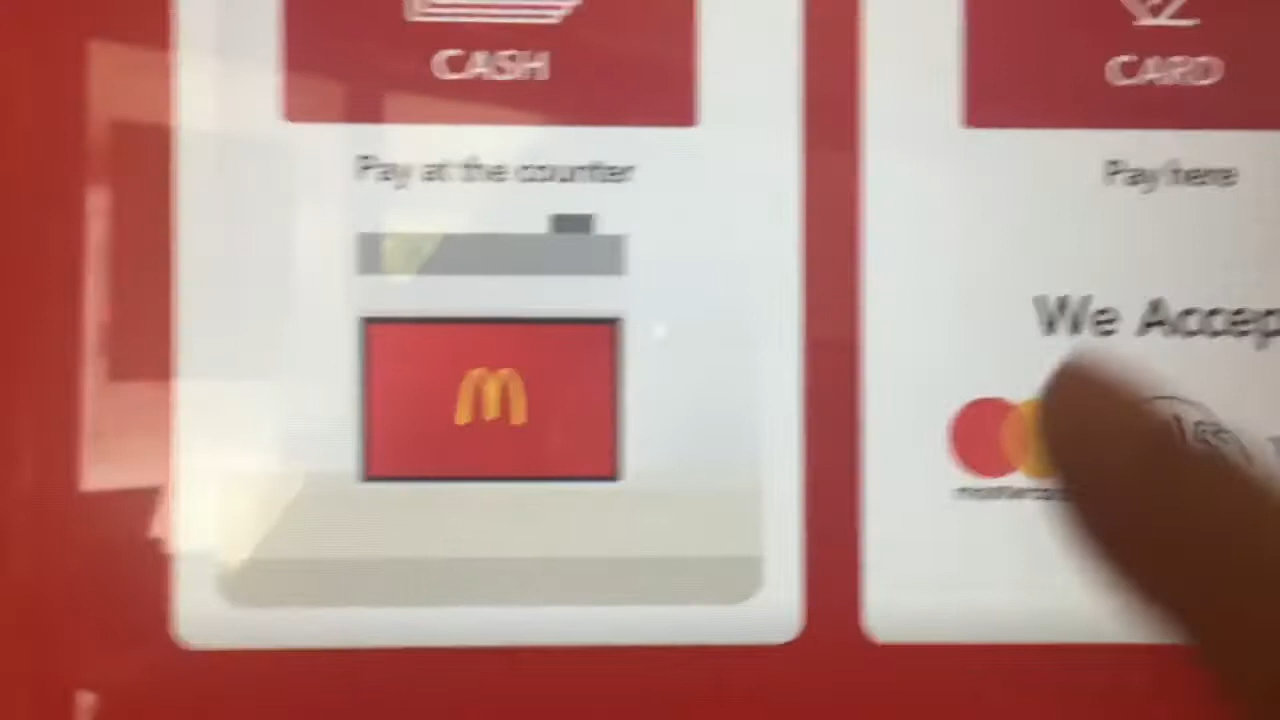 CASH
CARD
Pay at the counter
Pay here
We Accep